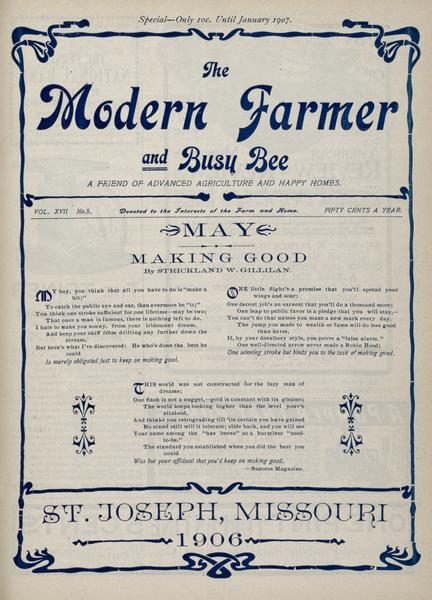 Special—Only 10c. Until January 1907.
The
Modern Farmer
and Busy Bee
A FRIEND OF ADVANCED AGRICULTURE AND HAPPY HOMES.
VOL. XVII No.5. Devoted to the Interests of the Farm and Home. FIFTY CENTS A YEAR.
MAY
MAKING GOOD
By STRICKLAND W. GILLILAN.
MY boy, you think that all you have to do is "make a
hit;"
To catch the public eye and ear, then evermore be "it;"
You think one stroke sufficient for one lifetime—may be two;
That once a man is famous, there is nothing left to do.
I hate to wake you sonny, from your iridescent dream,
And keep your skiff from drifting any further down the
stream,
But here's what I've discovered: He who's done the best he
could
Is merely obligated just to keep on making good.
ONE little flight's a promise that you'll spread your
wings and soar;
One decent job's an earnest that you'll do a thousand more;
One leap to public favor is a pledge that you will stay,—
You can't do that unless you make a new mark every day.
The jump you made to wealth or fame will do less good
than harm,
If, by your desultory style, you prove a "false alarm."
One well-directed arrow never made a Robin Hood;
One winning stroke but binds you to the task of making good.
THIS world was not constructed for the lazy man of
dreams;
One flash is not a nugget,—gold is constant with its gleams;
The world keeps looking higher than the level you've
attained,
And thinks you retrograding till 'tis certain you have gained
No stand still will it tolerate; slide back, and you will see
Your name among the "has beens" as a harmless "used-
to-be."
The standard you established when you did the best you
could
Was but your affidavit that you'd keep on making good.
—Success Magazine.
ST. JOSEPH, MISSOURI
1906